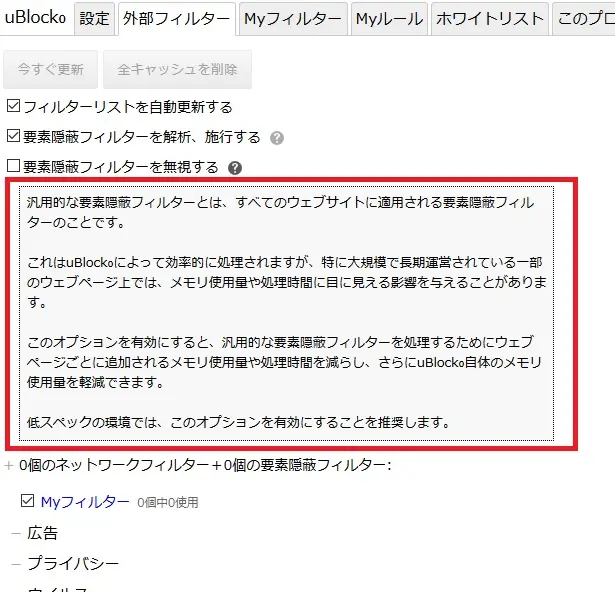 uBlock₀ 設定 外部フィルター Myフィルター Myルール ホワイトリスト このプロ
今すぐ更新 全キャッシュを削除
フィルターリストを自動更新する
要素隠蔽フィルターを解析、施行する ?
要素隠蔽フィルターを無視する ?
汎用的な要素隠蔽フィルターとは、すべてのウェブサイトに適用される要素隠蔽フィル
ターのことです。
これはuBlock₀によって効率的に処理されますが、特に大規模で長期運営されている一部
のウェブページ上では、メモリ使用量や処理時間に目に見える影響を与えることがありま
す。
このオプションを有効にすると、汎用的な要素隠蔽フィルターを処理するためにウェブ
ページごとに追加されるメモリ使用量や処理時間を減らし、さらにuBlock₀自体のメモリ
使用量を軽減できます。
低スペックの環境では、このオプションを有効にすることを推奨します。
+ 0個のネットワークフィルター+0個の要素隠蔽フィルター:
Myフィルター 0個中0使用
− 広告
− プライバシー